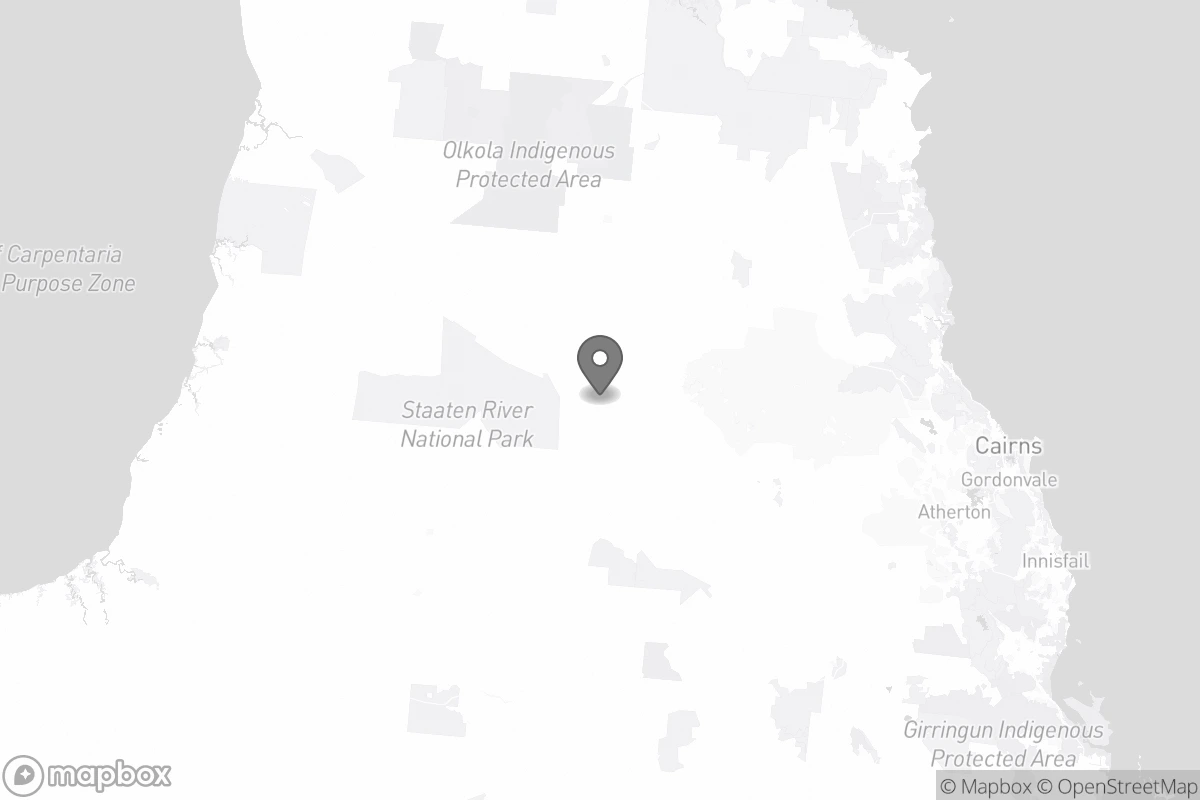 Olkola Indigenous
Protected Area
f Carpentaria
Purpose Zone
Staaten River
National Park
Cairns
Gordonvale
Atherton
Innisfail
Girringun Indigenous
Protected Area
mapbox
© Mapbox © OpenStreetMap